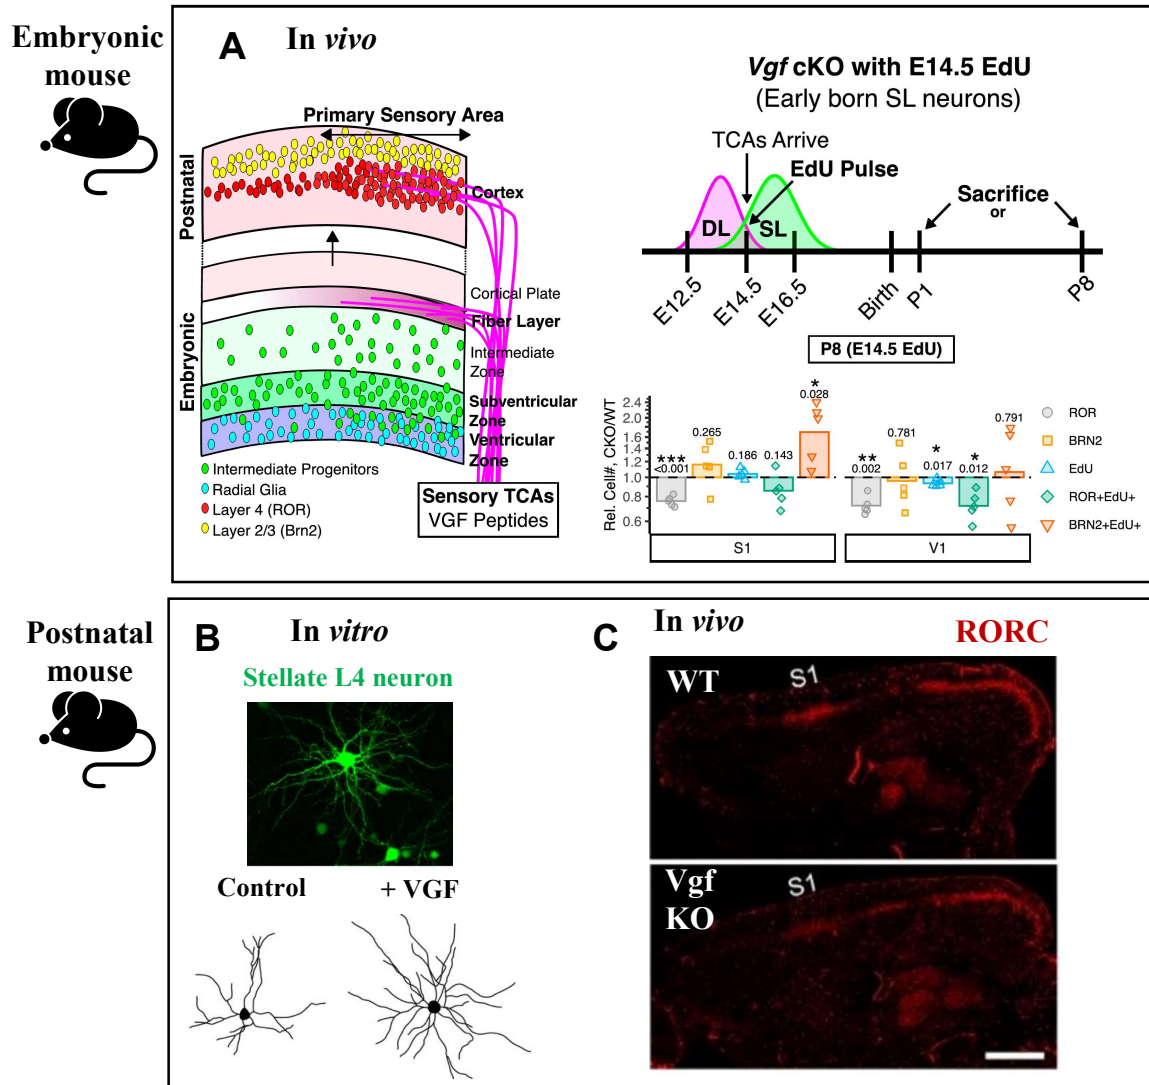 Embryonic
mouse
A
In vivo
Primary Sensory Area
Postnatal
Cortex
Embryonic
Cortical Plate
Fiber Layer
Intermediate
Zone
Subventricular
Zone
Ventricular
Zone
Intermediate Progenitors
Radial Glia
Layer 4 (ROR)
Layer 2/3 (Brn2)
Sensory TCAs
VGF Peptides
Vgf cKO with E14.5 EdU
(Early born SL neurons)
TCAs Arrive
EdU Pulse
DL
SL
Sacrifice
or
E12.5
E14.5
E16.5
Birth
P1
P8
P8 (E14.5 EdU)
Rel. Cell#, CKO/WT
2.4
2.0
1.6
1.4
1.2
1.0
0.8
0.6
***
<0.001
0.265
0.186
0.143
*
0.028
**
0.002
0.781
*
0.017
*
0.012
0.791
S1
V1
ROR
BRN2
EdU
ROR+EdU+
BRN2+EdU+
Postnatal
mouse
B
In vitro
Stellate L4 neuron
Control
+ VGF
C
In vivo
RORC
WT
S1
Vgf
KO
S1